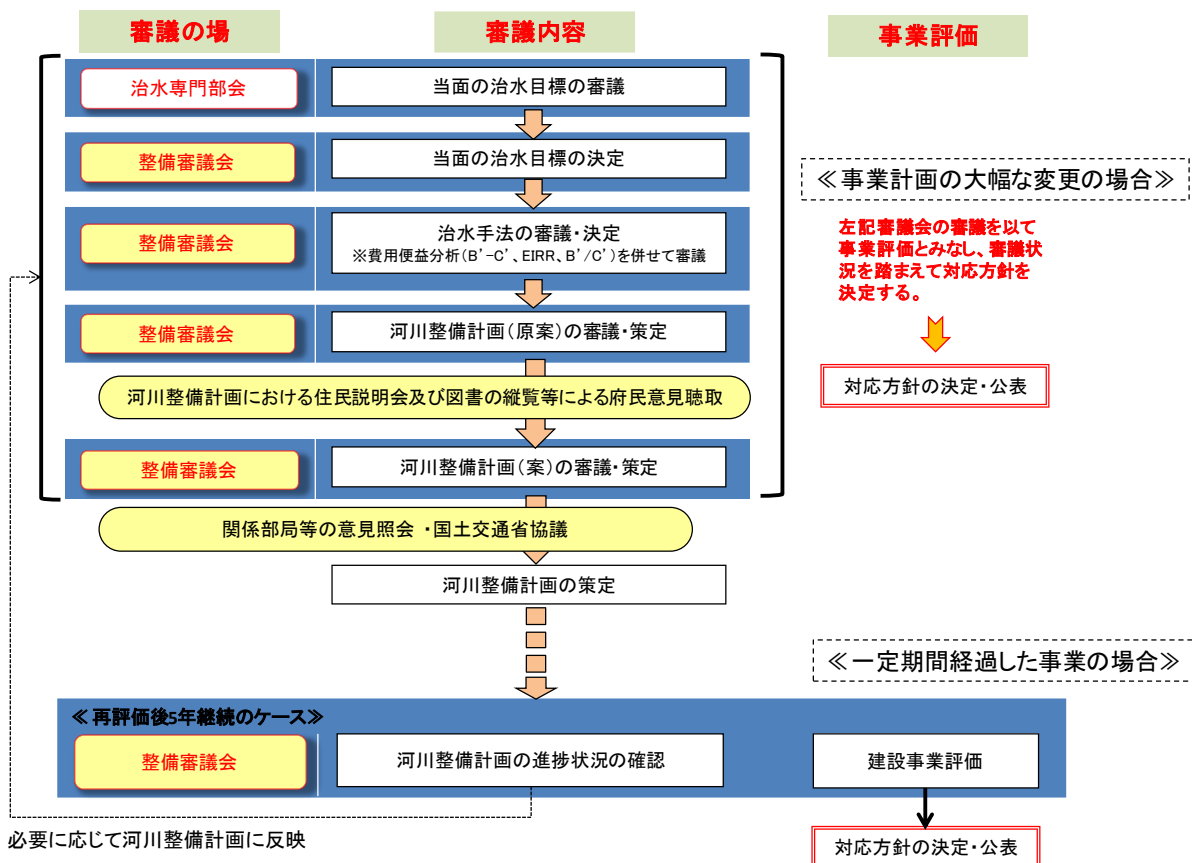 審議の場
審議内容
事業評価
治水専門部会
当面の治水目標の審議
整備審議会
当面の治水目標の決定
≪事業計画の大幅な変更の場合≫
整備審議会
治水手法の審議・決定
※費用便益分析(B'-C'、EIRR、B'/C')を併せて審議
左記審議会の審議を以て
事業評価とみなし、審議状
況を踏まえて対応方針を
決定する。
整備審議会
河川整備計画(原案)の審議・策定
対応方針の決定・公表
河川整備計画における住民説明会及び図書の縦覧等による府民意見聴取
整備審議会
河川整備計画(案)の審議・策定
関係部局等の意見照会 ・国土交通省協議
河川整備計画の策定
≪一定期間経過した事業の場合≫
≪再評価後5年継続のケース≫
整備審議会
河川整備計画の進捗状況の確認
建設事業評価
必要に応じて河川整備計画に反映
対応方針の決定・公表